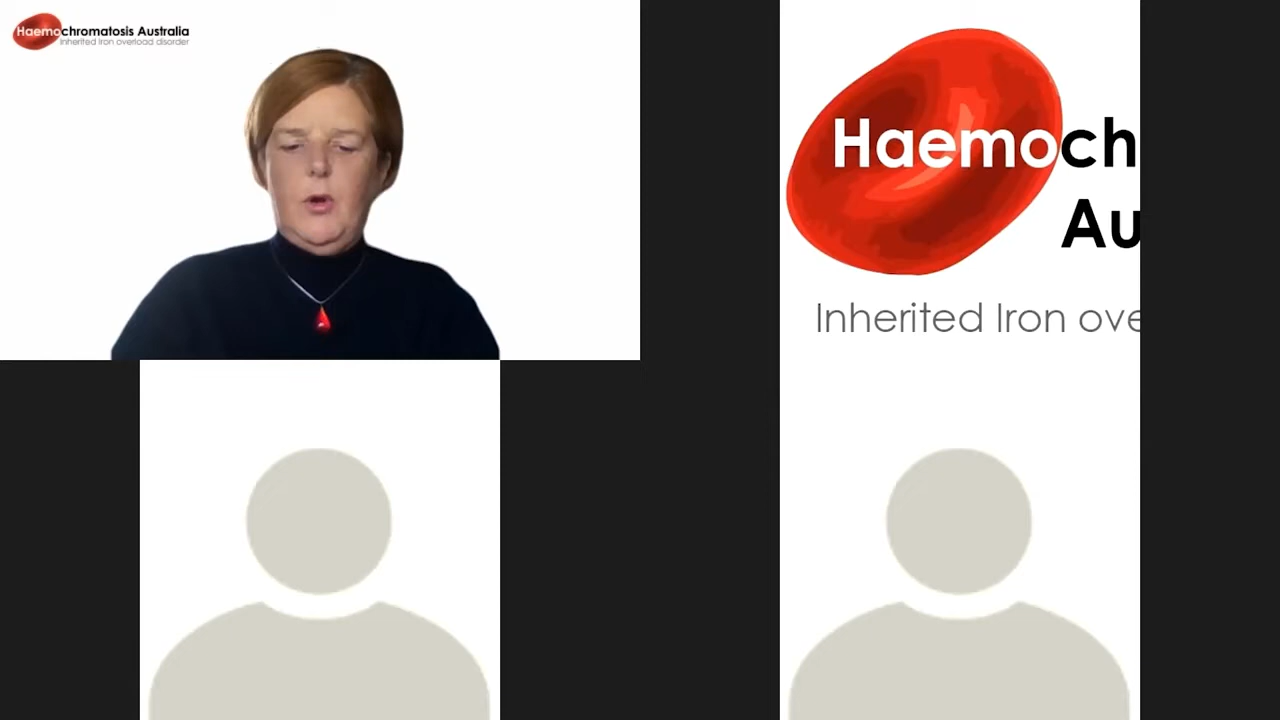 Haemochromatosis Australia
Inherited Iron overload disorder
Haemoch
Au
Inherited Iron ove